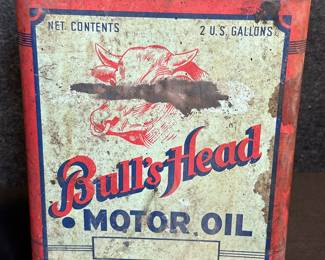 NET CONTENTS 2 U.S. GALLONS
Bull's Head
• MOTOR OIL